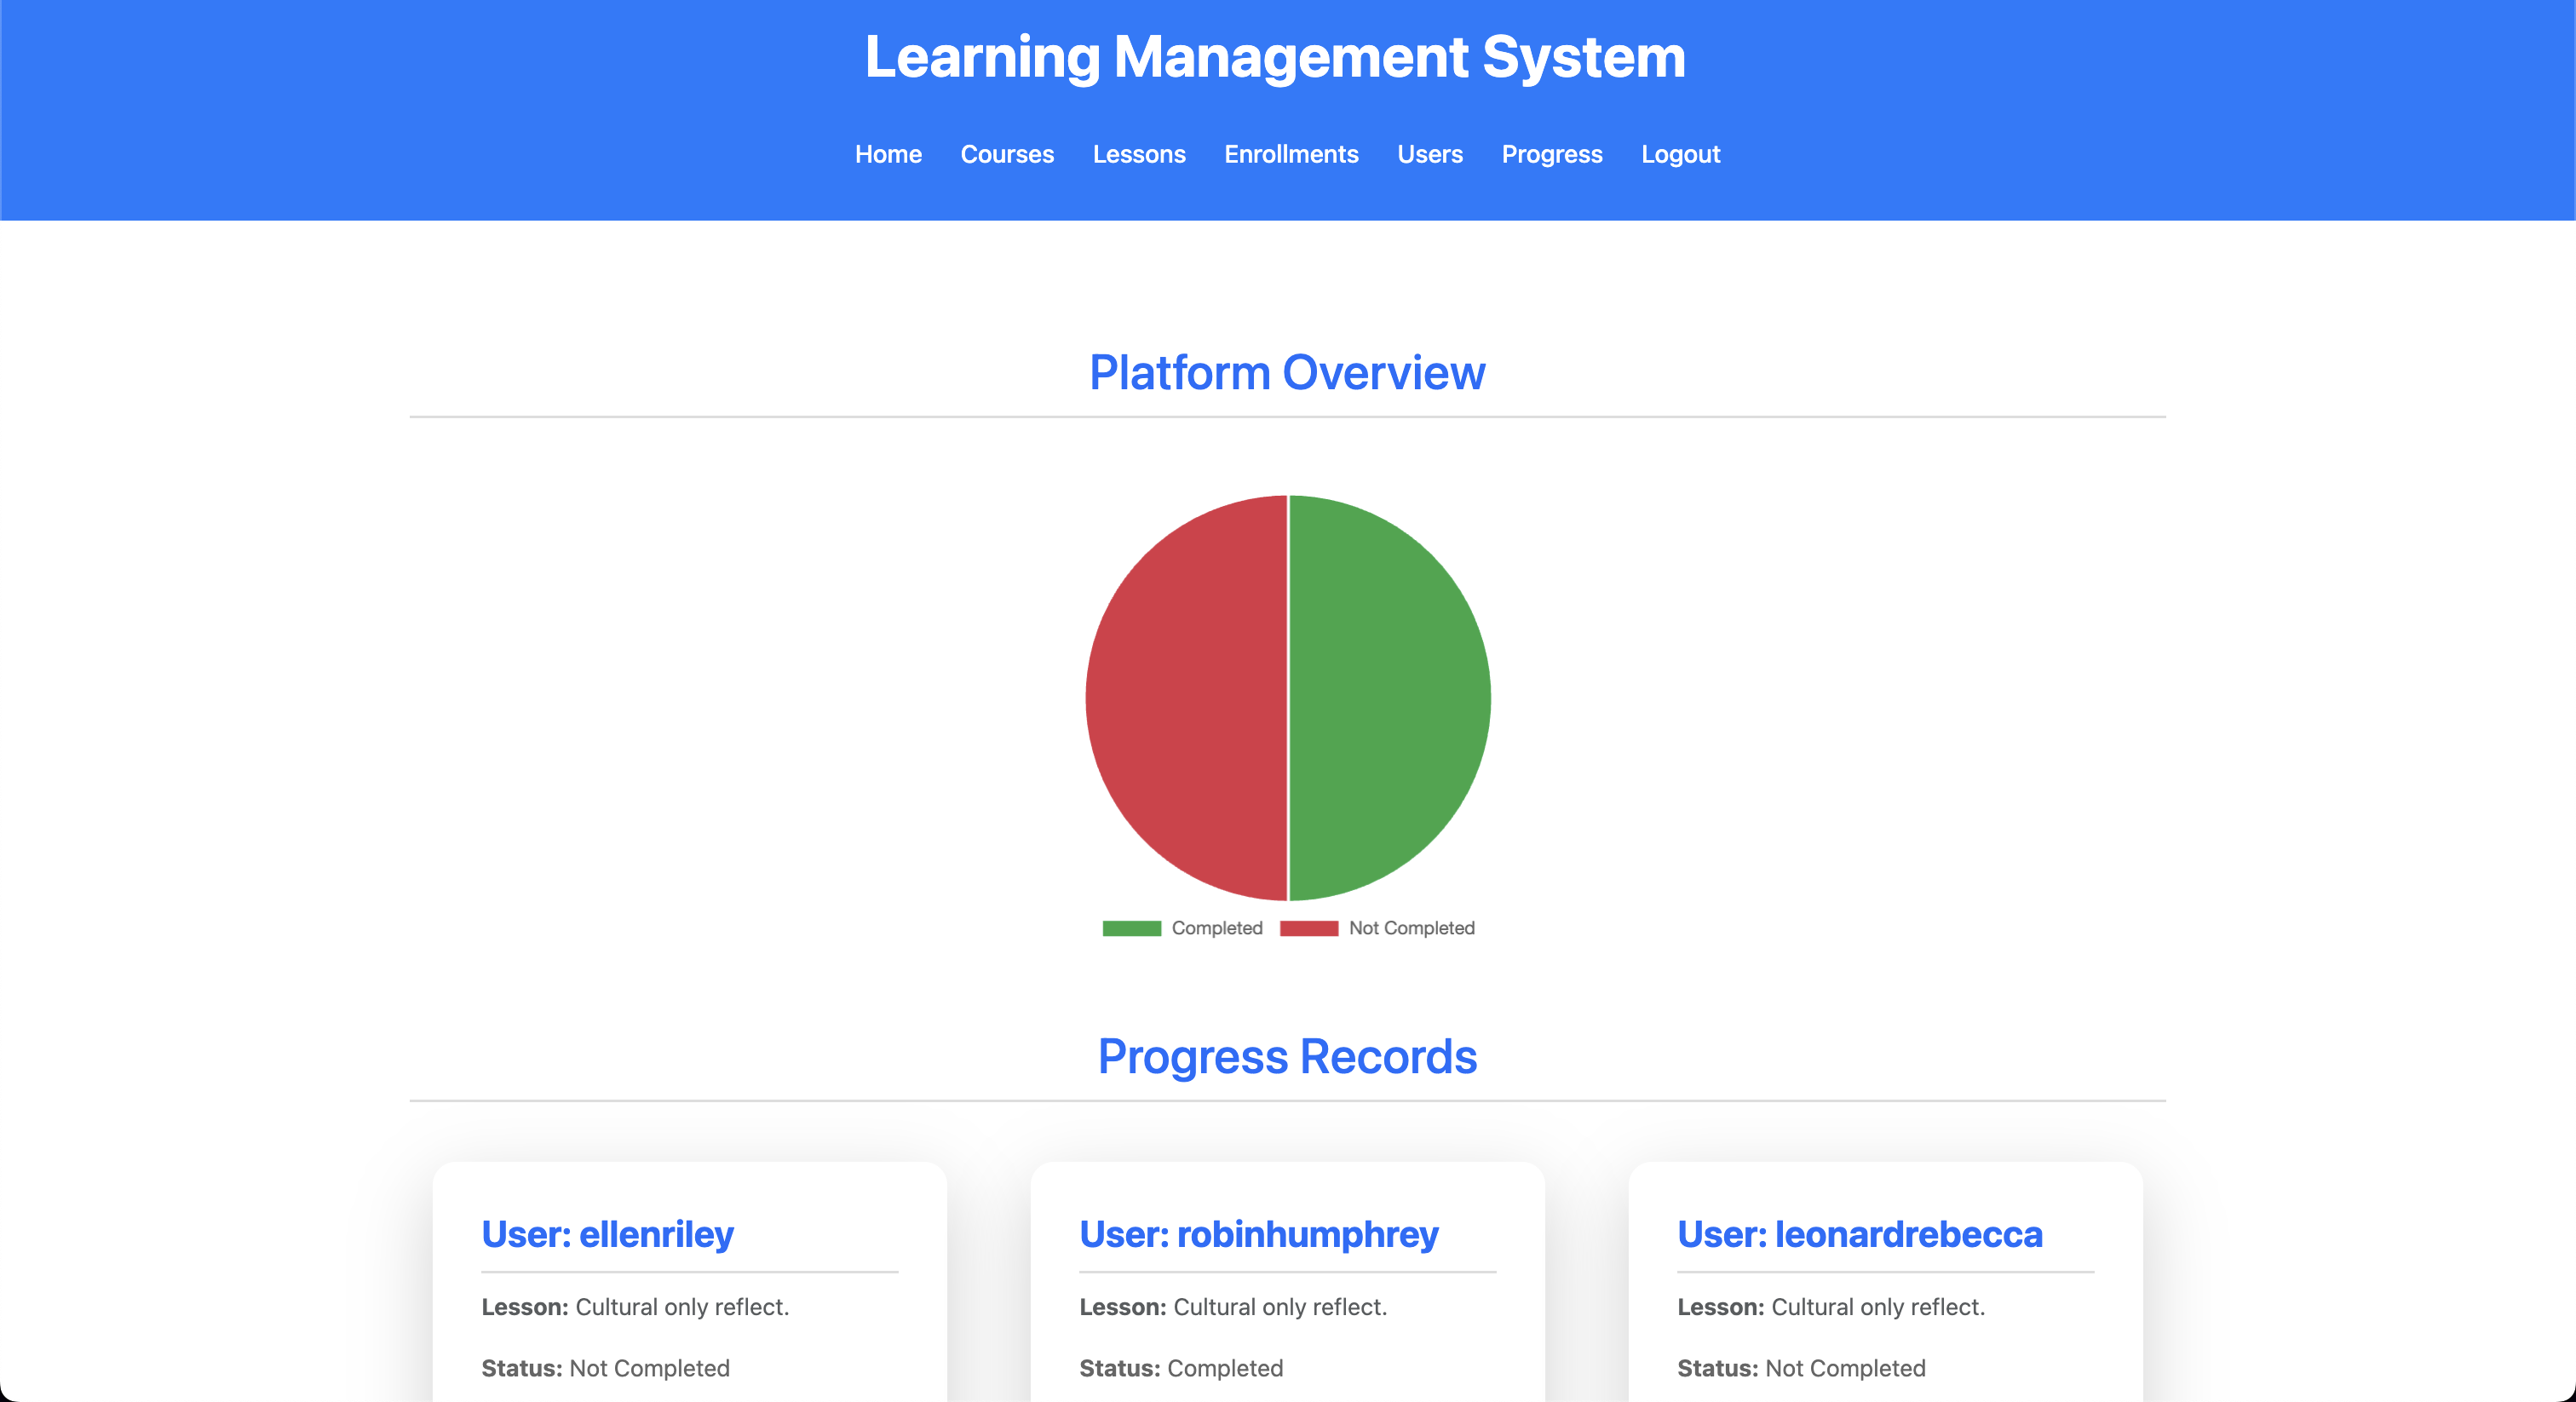 Learning Management System
Home Courses Lessons Enrollments Users Progress Logout
Platform Overview
Completed Not Completed
Progress Records
User: ellenriley
Lesson: Cultural only reflect.
Status: Not Completed
User: robinhumphrey
Lesson: Cultural only reflect.
Status: Completed
User: leonardrebecca
Lesson: Cultural only reflect.
Status: Not Completed